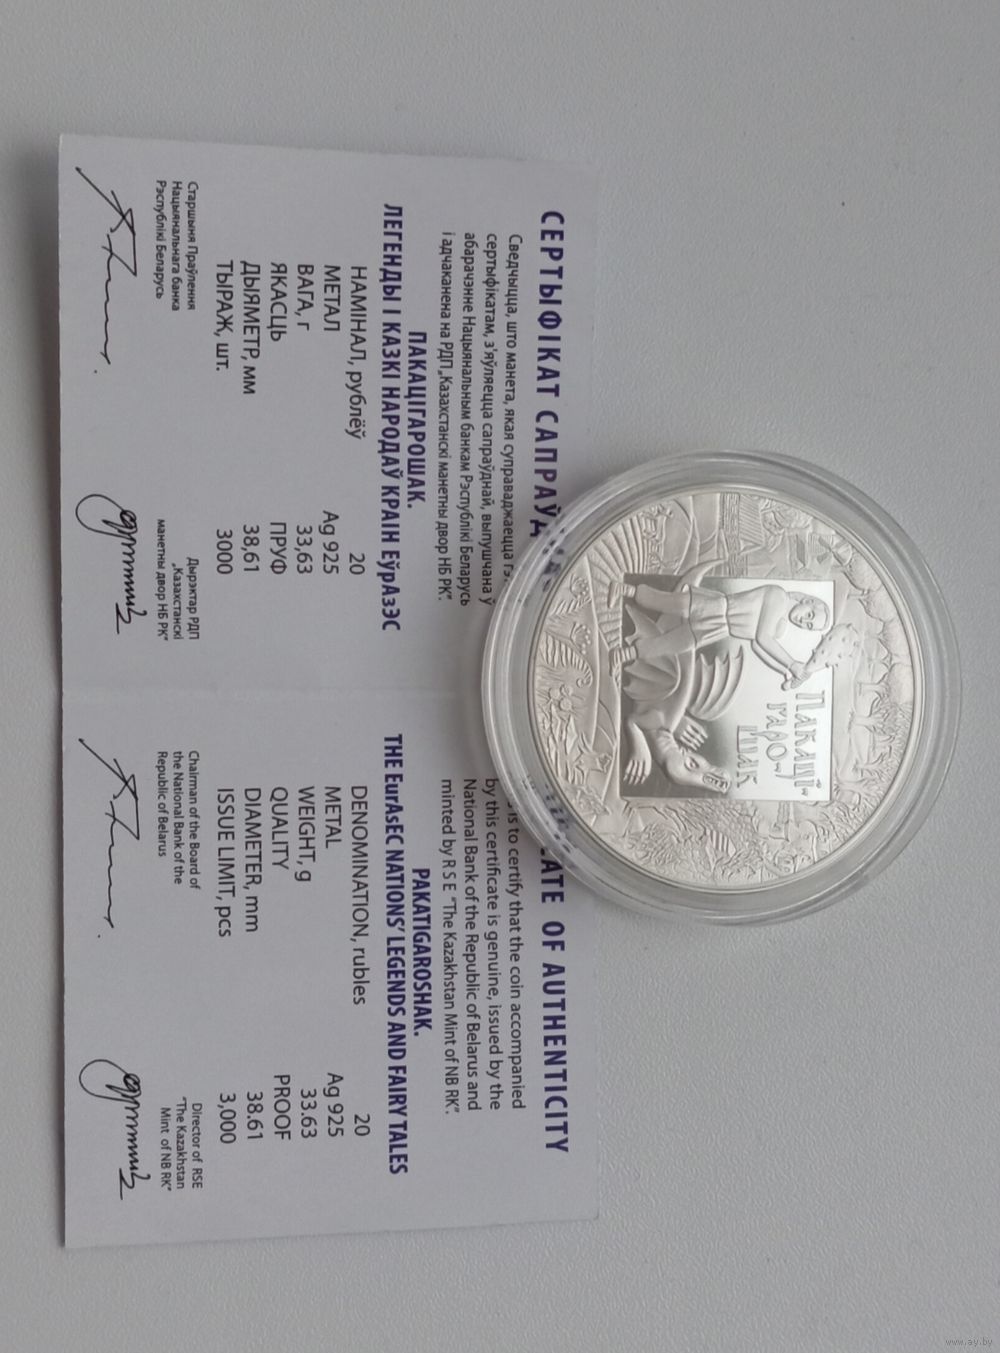 СЕРТЫФІКАТ САПРАЎ
Сведчыцца, што манета, якая суправаджаецца
сертыфікатам, з'яўляецца сапраўднай, выпушчана ў
абарачэнне Нацыянальным банкам Рэспублікі Беларусь
і адчаканена на РДП „Казахстанскі манетны двор НБ РК".
ПАКАЦІГАРОШАК.
ЛЕГЕНДЫ І КАЗКІ НАРОДАЎ КРАІН ЕўрАзЭС
НАМІНАЛ, рублёў 20
МЕТАЛ Ag 925
ВАГА, г 33,63
ЯКАСЦЬ ПРУФ
ДЫЯМЕТР, мм 38,61
ТЫРАЖ, шт. 3000
Старшыня Праўлення
Нацыянальнага банка
Рэспублікі Беларусь
Дырэктар РДП
„Казахстанскі
манетны двор НБ РК"
ATE OF AUTHENTICITY
is to certify that the coin accompanied
by this certificate is genuine, issued by the
National Bank of the Republic of Belarus and
minted by R S E "The Kazakhstan Mint of NB RK".
PAKATIGAROSHAK.
THE EurAsEC NATIONS' LEGENDS AND FAIRY TALES
DENOMINATION, rubles 20
METAL Ag 925
WEIGHT, g 33.63
QUALITY PROOF
DIAMETER, mm 38.61
ISSUE LIMIT, pcs 3,000
Chairman of the Board of
the National Bank of the
Republic of Belarus
Director of RSE
"The Kazakhstan
Mint of NB RK"
ПАКАЦІ
ГАРО
ШАК
www.ay.by